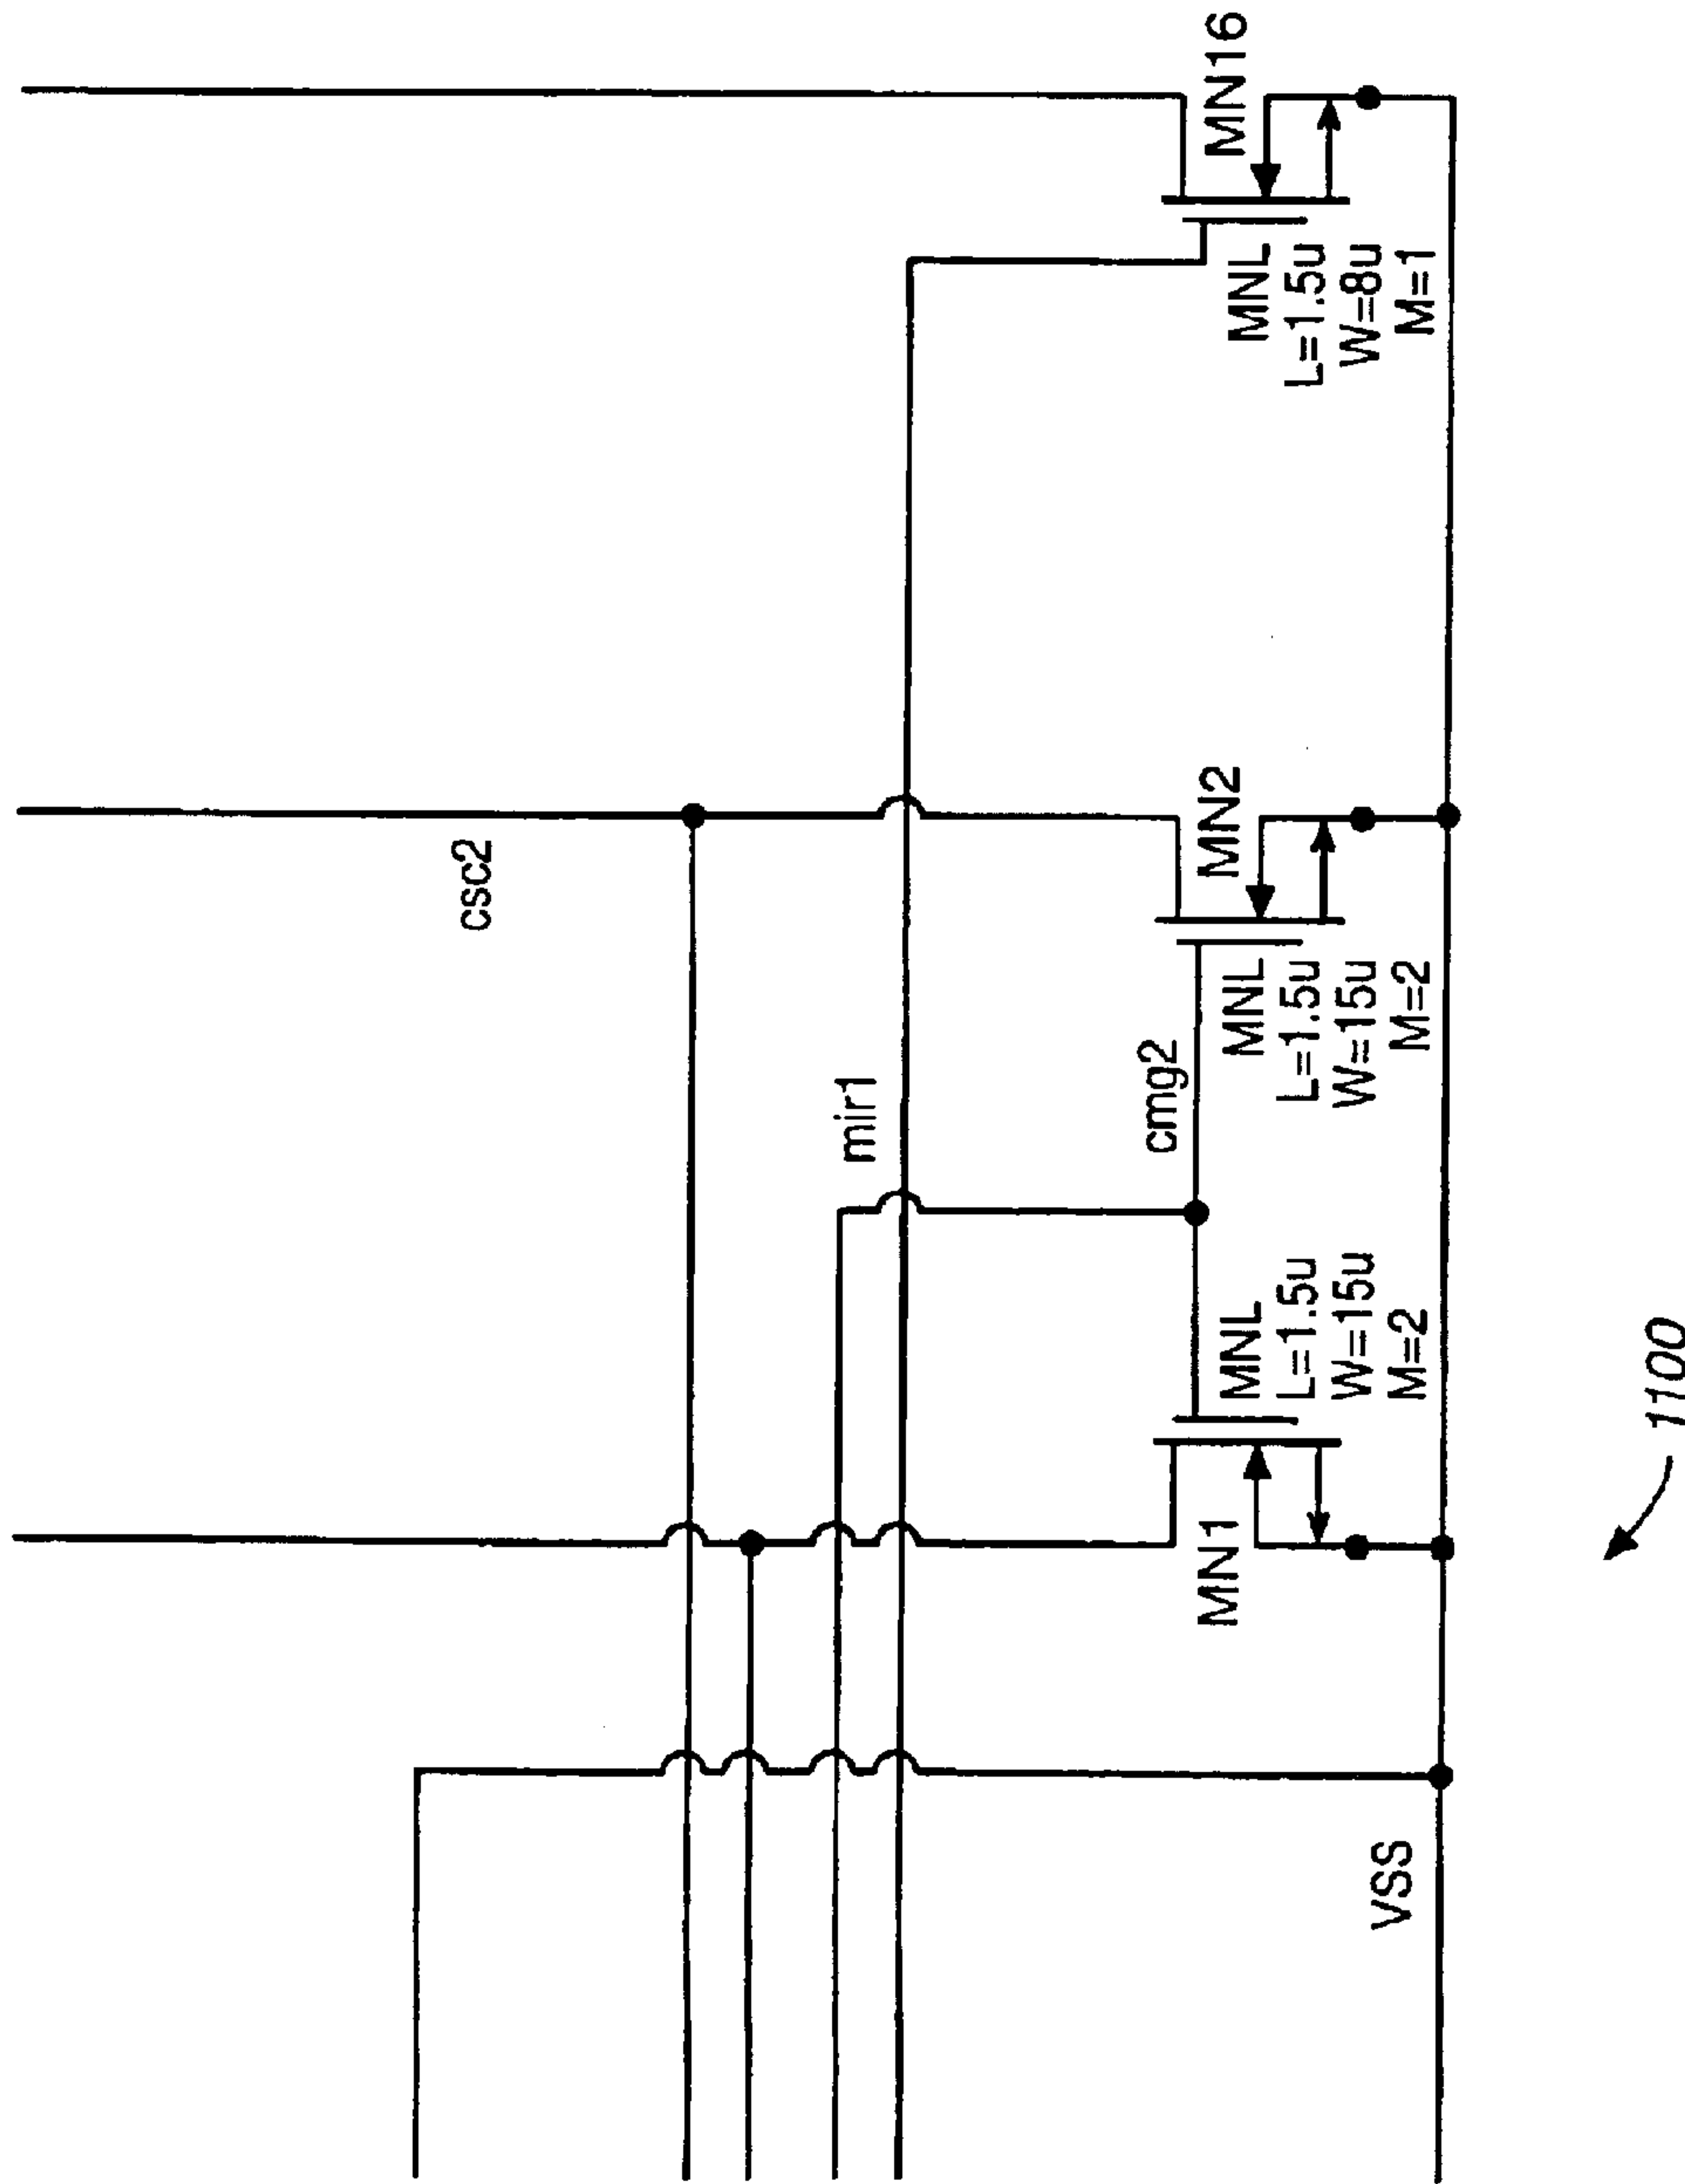 csc2
mir1
cmg2
MN1
MNL
L=1.5u
W=15u
M=2
MN2
MNL
L=1.5u
W=15u
M=2
MN16
MNL
L=1.5u
W=8u
M=1
VSS
1100